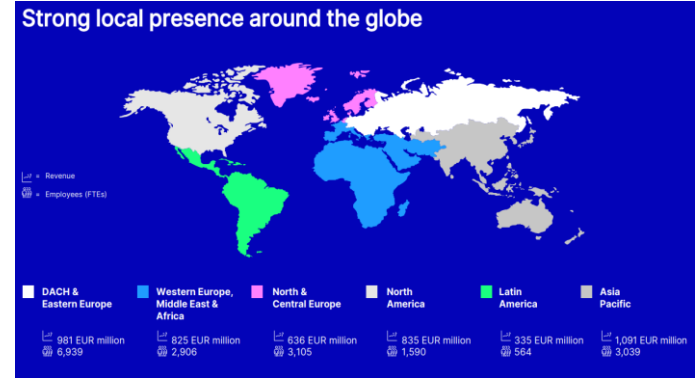 Strong local presence around the globe
= Revenue
= Employees (FTEs)
DACH &
Eastern Europe
981 EUR million
6,939
Western Europe,
Middle East &
Africa
825 EUR million
2,906
North &
Central Europe
636 EUR million
3,105
North
America
835 EUR million
1,590
Latin
America
335 EUR million
564
Asia
Pacific
1,091 EUR million
3,039